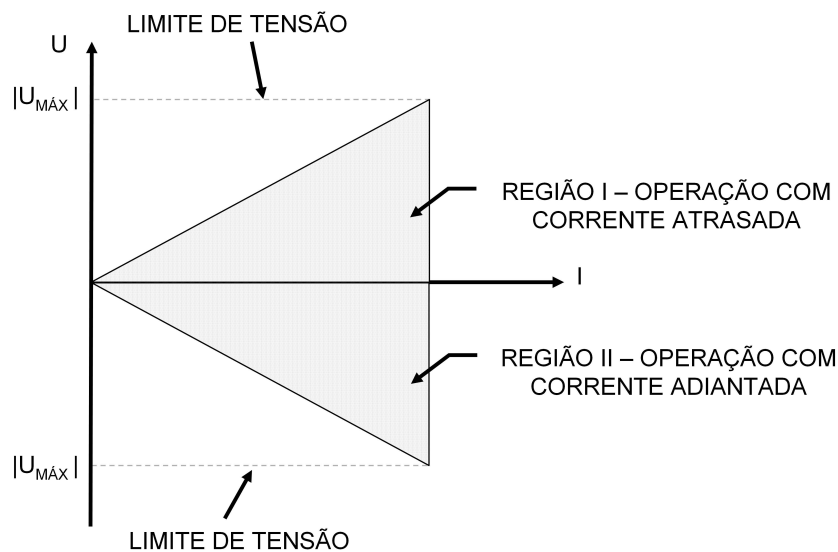 LIMITE DE TENSÃO
U
|UMÁX|
REGIÃO I – OPERAÇÃO COM
CORRENTE ATRASADA
I
REGIÃO II – OPERAÇÃO COM
CORRENTE ADIANTADA
|UMÁX|
LIMITE DE TENSÃO